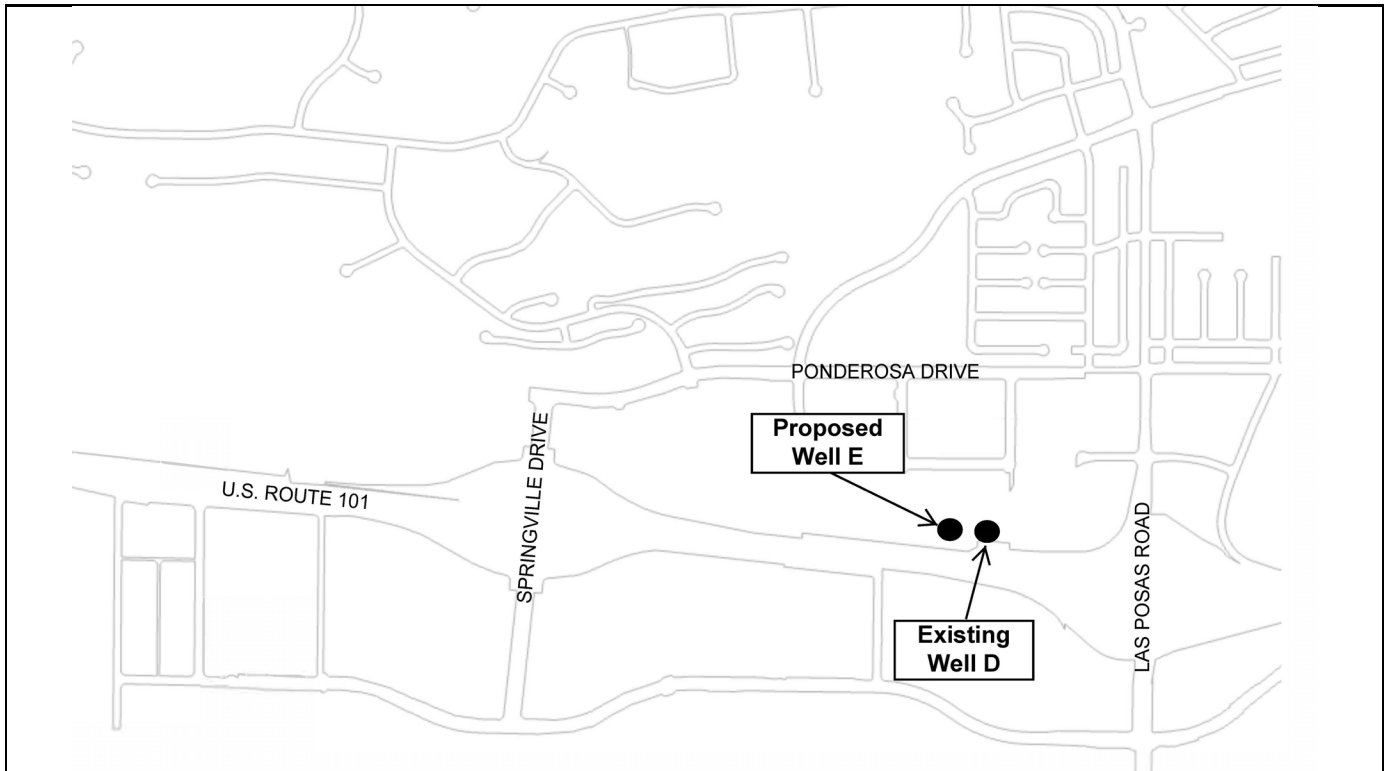 PONDEROSA DRIVE
Proposed
Well E
SPRINGVILLE DRIVE
U.S. ROUTE 101
LAS POSAS ROAD
Existing
Well D